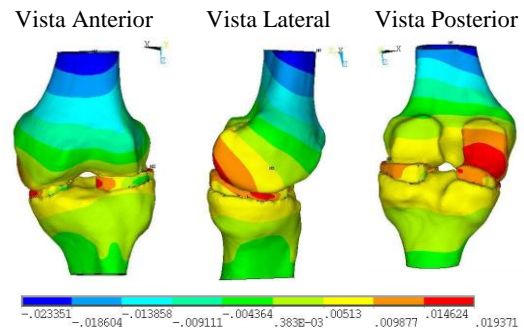 Vista Anterior Vista Lateral Vista Posterior
-.023351 -.013858 -.004364 .00513 .014624
-.018604 -.009111 .383E-03 .009877 .019371